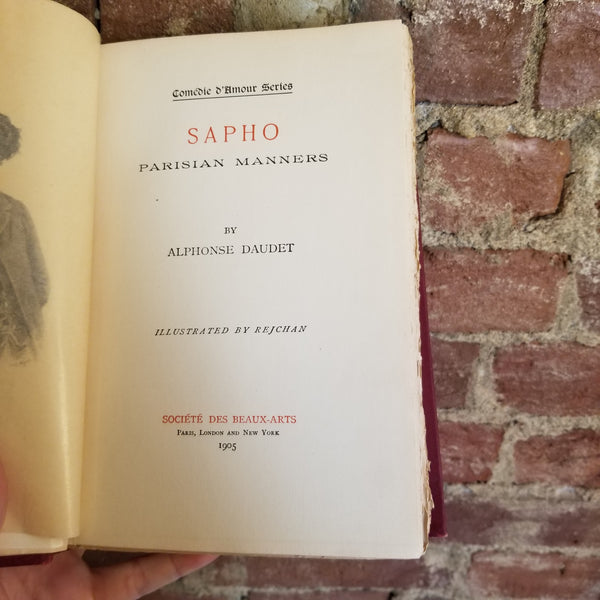 Comédie d'Amour Series
SAPHO
PARISIAN MANNERS
BY
ALPHONSE DAUDET
ILLUSTRATED BY REJCHAN
SOCIÉTÉ DES BEAUX-ARTS
PARIS, LONDON AND NEW YORK
1905